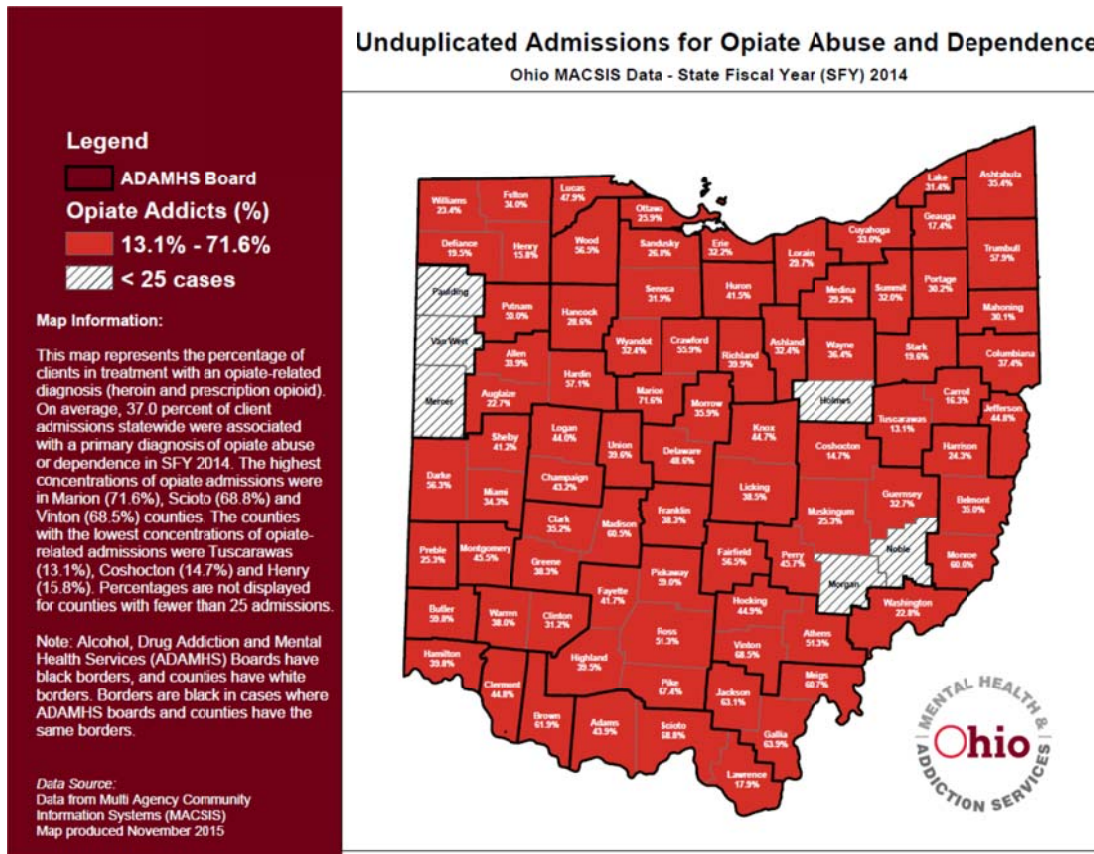 Unduplicated Admissions for Opiate Abuse and Dependence
Ohio MACSIS Data - State Fiscal Year (SFY) 2014
Legend
ADAMHS Board
Opiate Addicts (%)
13.1% - 71.6%
< 25 cases
Map Information:
This map represents the percentage of
clients in treatment with an opiate-related
diagnosis (heroin and prescription opioid).
On average, 37.0 percent of client
admissions statewide were associated
with a primary diagnosis of opiate abuse
or dependence in SFY 2014. The highest
concentrations of opiate admissions were
in Marion (71.6%), Scioto (68.8%) and
Vinton (68.5%) counties. The counties
with the lowest concentrations of opiate-
related admissions were Tuscarawas
(13.1%), Coshocton (14.7%) and Henry
(15.8%). Percentages are not displayed
for counties with fewer than 25 admissions.
Note: Alcohol, Drug Addiction and Mental
Health Services (ADAMHS) Boards have
black borders, and counties have white
borders. Borders are black in cases where
ADAMHS boards and counties have the
same borders.
Data Source:
Data from Multi Agency Community
Information Systems (MACSIS)
Map produced November 2015
Williams
23.4%
Lucas
47.9%
Ottawa
25.9%
Lake
31.4%
Ashtabula
35.4%
Geauga
17.4%
Cuyahoga
33.0%
Defiance
19.5%
Henry
15.8%
Wood
56.5%
Sandusky
Erie
32.2%
Lorain
29.7%
Trumbull
57.9%
Paulding
Putnam
Hancock
28.6%
Seneca
31.9%
Huron
41.5%
Medina
29.2%
Summit
32.0%
Portage
30.2%
Mahoning
30.1%
Van Wert
Allen
Wyandot
32.4%
Crawford
55.9%
Richland
39.9%
Ashland
32.4%
Wayne
36.4%
Stark
19.6%
Columbiana
37.4%
Mercer
Auglaize
22.7%
Hardin
57.1%
Marion
71.6%
Morrow
35.9%
Holmes
Tuscarawas
13.1%
Carrol
16.3%
Jefferson
44.8%
Sheby
41.2%
Logan
44.0%
Union
39.6%
Delaware
48.6%
Knox
44.7%
Coshocton
14.7%
Harrison
24.3%
Darke
56.3%
Miami
34.3%
Champaign
43.2%
Licking
38.5%
Guernsey
32.7%
Belmont
Clark
35.2%
Madison
60.5%
Franklin
38.3%
Muskingum
25.3%
Preble
25.3%
Montgomery
45.5%
Greene
38.3%
Fairfield
56.5%
Perry
45.7%
Noble
Morgan
Monroe
60.0%
Fayette
41.7%
Pickaway
Hocking
44.9%
Washington
22.8%
Butler
59.8%
Warren
38.0%
Clinton
31.2%
Ross
51.3%
Vinton
68.5%
Athens
51.3%
Hamilton
39.8%
Highland
39.5%
Pike
Jackson
63.1%
Meigs
Clermont
44.8%
Brown
61.9%
Adams
43.9%
Scioto
68.8%
Gallia
63.9%
Lawrence
17.9%
MENTAL HEALTH &
Ohio
ADDICTION SERVICES